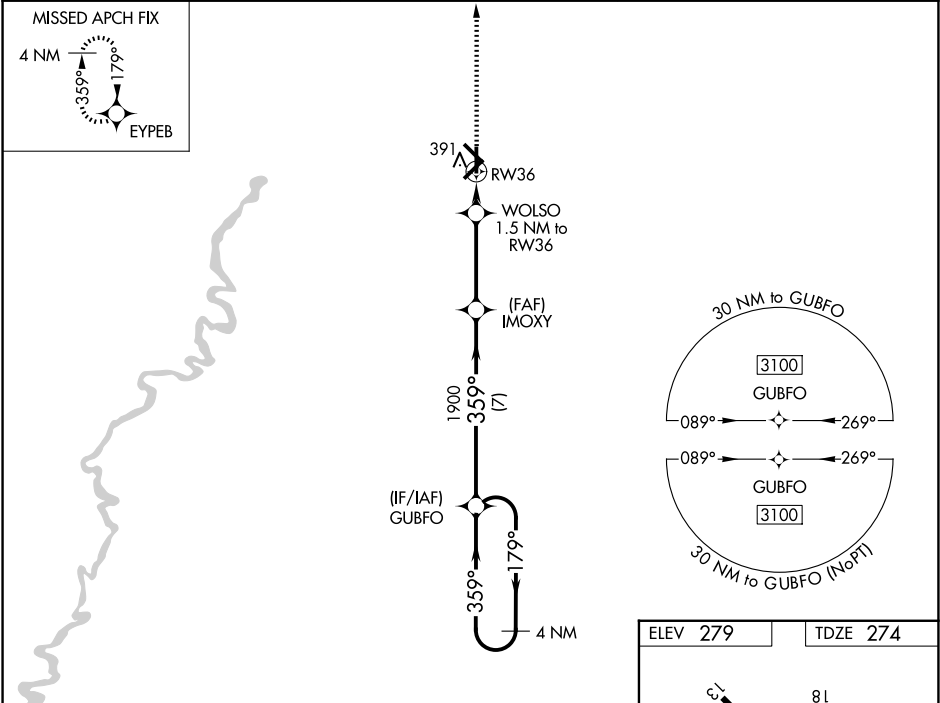 MISSED APCH FIX
4 NM
359°
179°
EYPEB
391
RW36
WOLSO
1.5 NM to
RW36
(FAF)
IMOXY
1900
359°
(7)
(IF/IAF)
GUBFO
359°
179°
4 NM
30 NM to GUBFO
3100
GUBFO
089°
269°
089°
269°
GUBFO
3100
30 NM to GUBFO (NoPT)
ELEV 279
TDZE 274
13
18